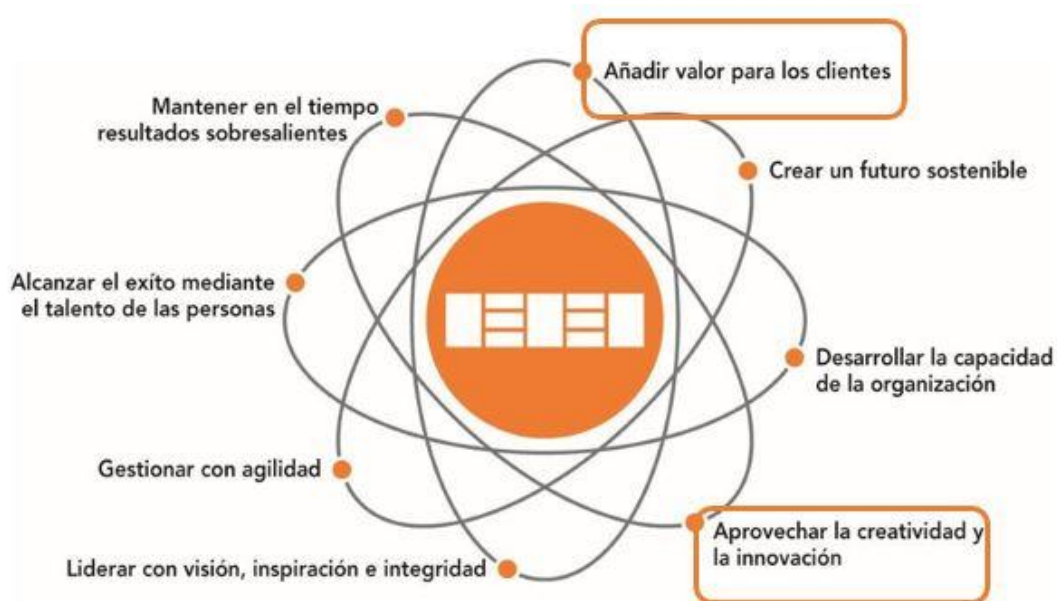 Añadir valor para los clientes
Crear un futuro sostenible
Desarrollar la capacidad
de la organización
Aprovechar la creatividad y
la innovación
Liderar con visión, inspiración e integridad
Gestionar con agilidad
Alcanzar el exíto mediante
el talento de las personas
Mantener en el tiempo
resultados sobresalientes